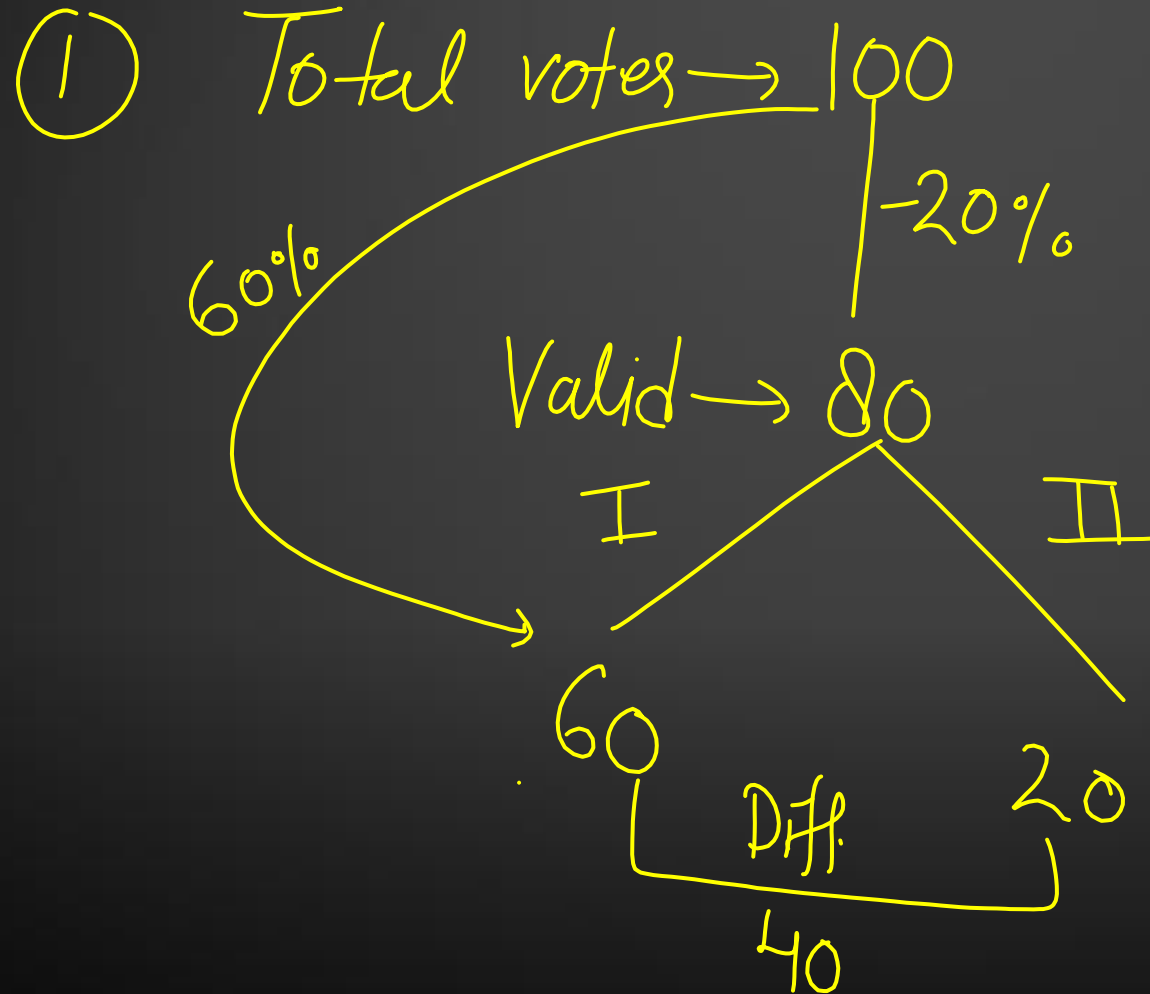 1 Total votes → 100
-20%
60%
Valid → 80
I II
60 20
Diff.
40